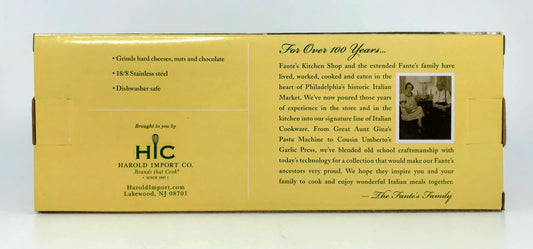 • Grinds hard cheeses, nuts and chocolate
• 18/8 Stainless steel
• Dishwasher safe
Brought to you by
HIC
HAROLD IMPORT CO.
Brands that Cook®
• SINCE 1957 •
HaroldImport.com
Lakewood, NJ 08701
For Over 100 Years...
Fante's Kitchen Shop and the extended Fante's family have
lived, worked, cooked and eaten in the
heart of Philadelphia's historic Italian
Market. We've now poured those years
of experience in the store and in the
kitchen into our signature line of Italian
Cookware. From Great Aunt Gina's
Pasta Machine to Cousin Umberto's
Garlic Press, we've blended old school craftsmanship with
today's technology for a collection that would make our Fante's
ancestors very proud. We hope they inspire you and your
family to cook and enjoy wonderful Italian meals together.
— The Fante's Family